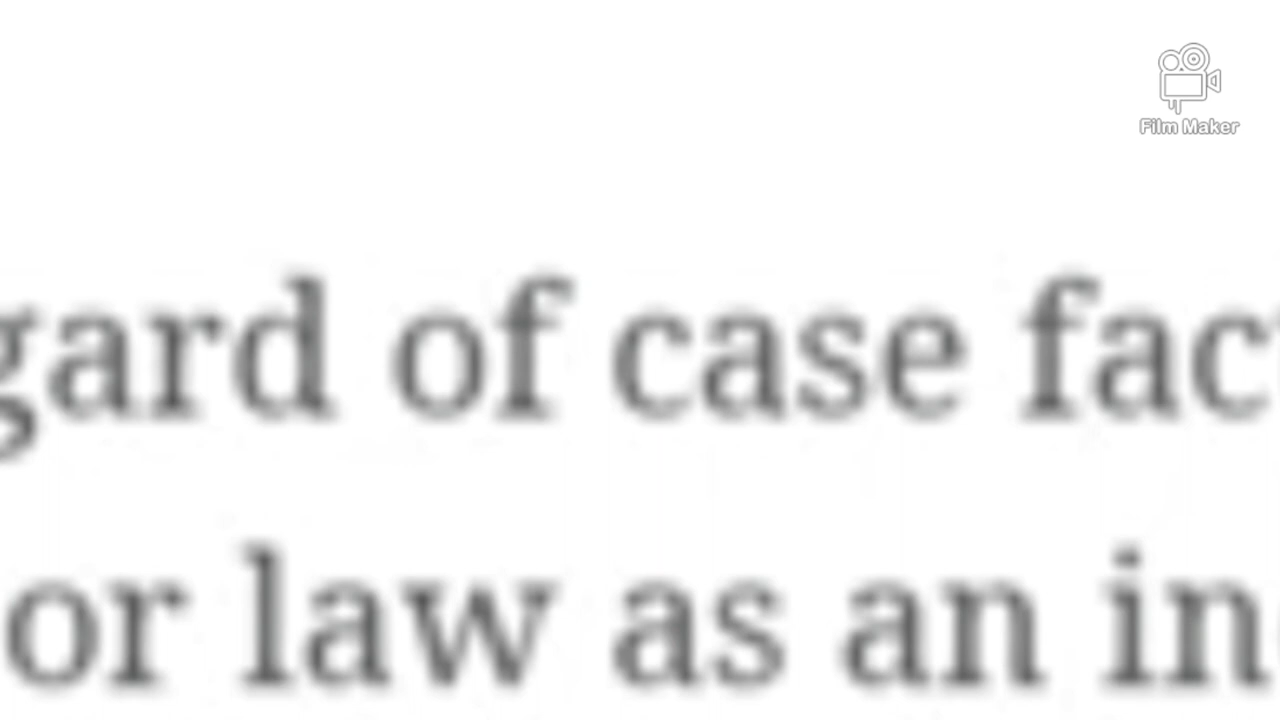 Film Maker
gard of case fac
or law as an in